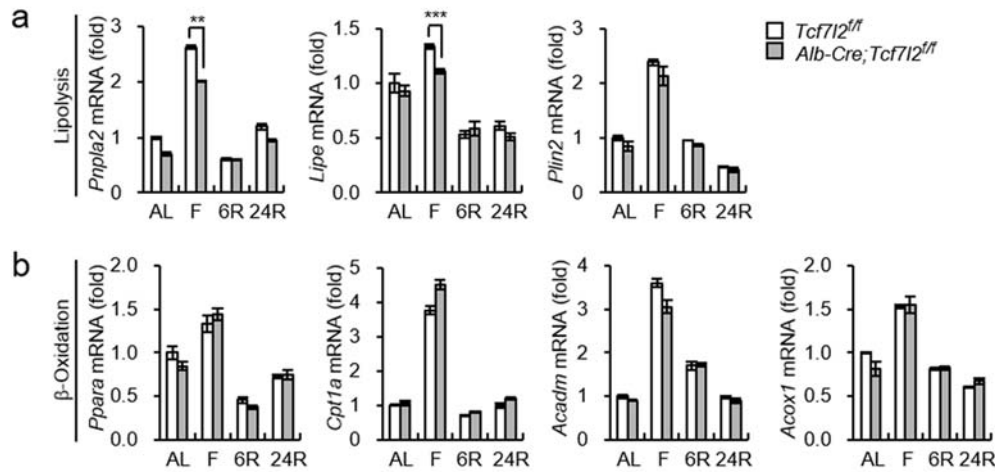 a
Lipolysis
Pnpla2 mRNA (fold)
3
2
1
0
**
AL F 6R 24R
Lipe mRNA (fold)
1.5
1.0
0.5
0.0
***
AL F 6R 24R
Plin2 mRNA (fold)
3
2
1
0
AL F 6R 24R
Tcf7l2f/f
Alb-Cre;Tcf7l2f/f
b
β-Oxidation
Ppara mRNA (fold)
2.0
1.5
1.0
0.5
0.0
AL F 6R 24R
Cpt1a mRNA (fold)
5
4
3
2
1
0
AL F 6R 24R
Acadm mRNA (fold)
4
3
2
1
0
AL F 6R 24R
Acox1 mRNA (fold)
2.0
1.5
1.0
0.5
0.0
AL F 6R 24R